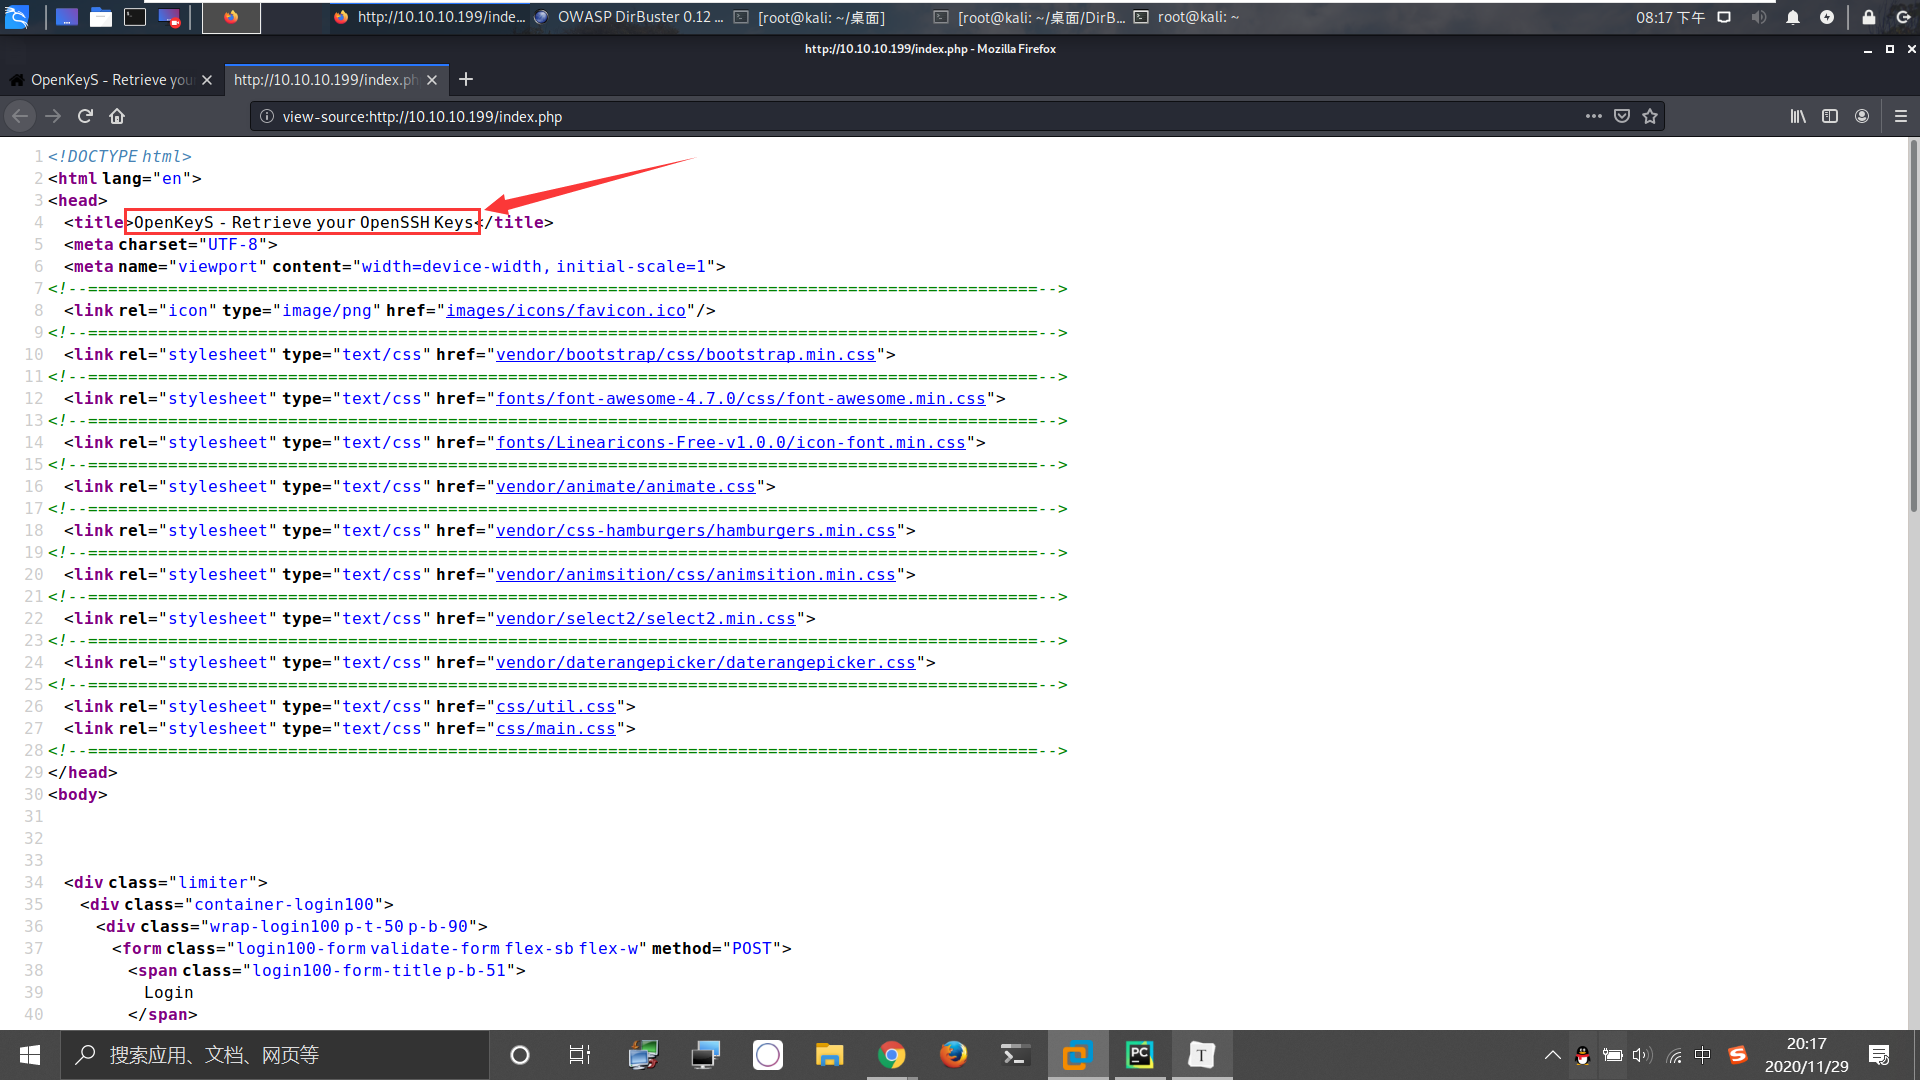 http://10.10.10.199/inde...
OWASP DirBuster 0.12 ...
[root@kali: ~/桌面]
[root@kali: ~/桌面/DirB...
root@kali: ~
08:17 下午
http://10.10.10.199/index.php - Mozilla Firefox
OpenKeyS - Retrieve you
http://10.10.10.199/index.ph
view-source:http://10.10.10.199/index.php
1 <!DOCTYPE html>
2 <html lang="en">
3 <head>
4 <title>OpenKeyS - Retrieve your OpenSSH Keys</title>
5 <meta charset="UTF-8">
6 <meta name="viewport" content="width=device-width, initial-scale=1">
7 <!--===============================================================================================-->
8 <link rel="icon" type="image/png" href="images/icons/favicon.ico"/>
9 <!--===============================================================================================-->
10 <link rel="stylesheet" type="text/css" href="vendor/bootstrap/css/bootstrap.min.css">
11 <!--===============================================================================================-->
12 <link rel="stylesheet" type="text/css" href="fonts/font-awesome-4.7.0/css/font-awesome.min.css">
13 <!--===============================================================================================-->
14 <link rel="stylesheet" type="text/css" href="fonts/Linearicons-Free-v1.0.0/icon-font.min.css">
15 <!--===============================================================================================-->
16 <link rel="stylesheet" type="text/css" href="vendor/animate/animate.css">
17 <!--===============================================================================================-->
18 <link rel="stylesheet" type="text/css" href="vendor/css-hamburgers/hamburgers.min.css">
19 <!--===============================================================================================-->
20 <link rel="stylesheet" type="text/css" href="vendor/animsition/css/animsition.min.css">
21 <!--===============================================================================================-->
22 <link rel="stylesheet" type="text/css" href="vendor/select2/select2.min.css">
23 <!--===============================================================================================-->
24 <link rel="stylesheet" type="text/css" href="vendor/daterangepicker/daterangepicker.css">
25 <!--===============================================================================================-->
26 <link rel="stylesheet" type="text/css" href="css/util.css">
27 <link rel="stylesheet" type="text/css" href="css/main.css">
28 <!--===============================================================================================-->
29 </head>
30 <body>
31
32
33
34 <div class="limiter">
35 <div class="container-login100">
36 <div class="wrap-login100 p-t-50 p-b-90">
37 <form class="login100-form validate-form flex-sb flex-w" method="POST">
38 <span class="login100-form-title p-b-51">
39 Login
40 </span>
搜索应用、文档、网页等
PC
T
中
20:17
2020/11/29